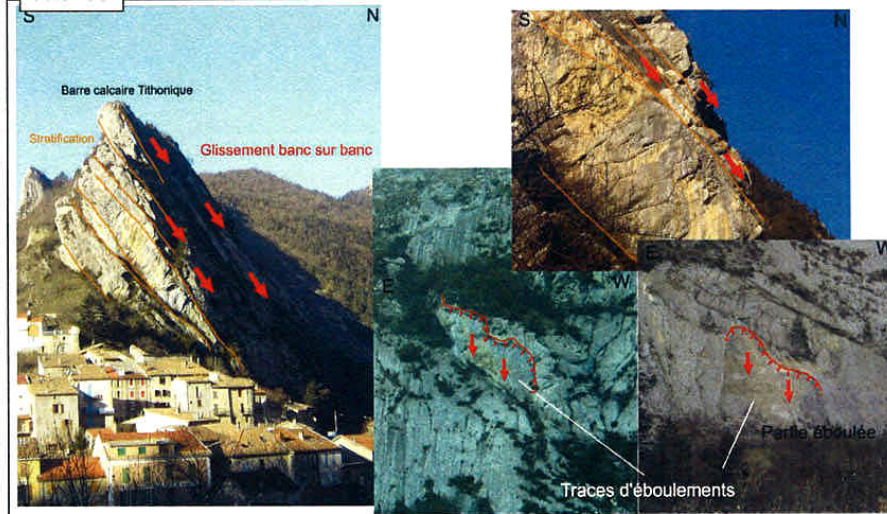 S
N
Barre calcaire Tithonique
Stratification
Glissement banc sur banc
S
N
E
W
E
W
Partie éboulée
Traces d'éboulements